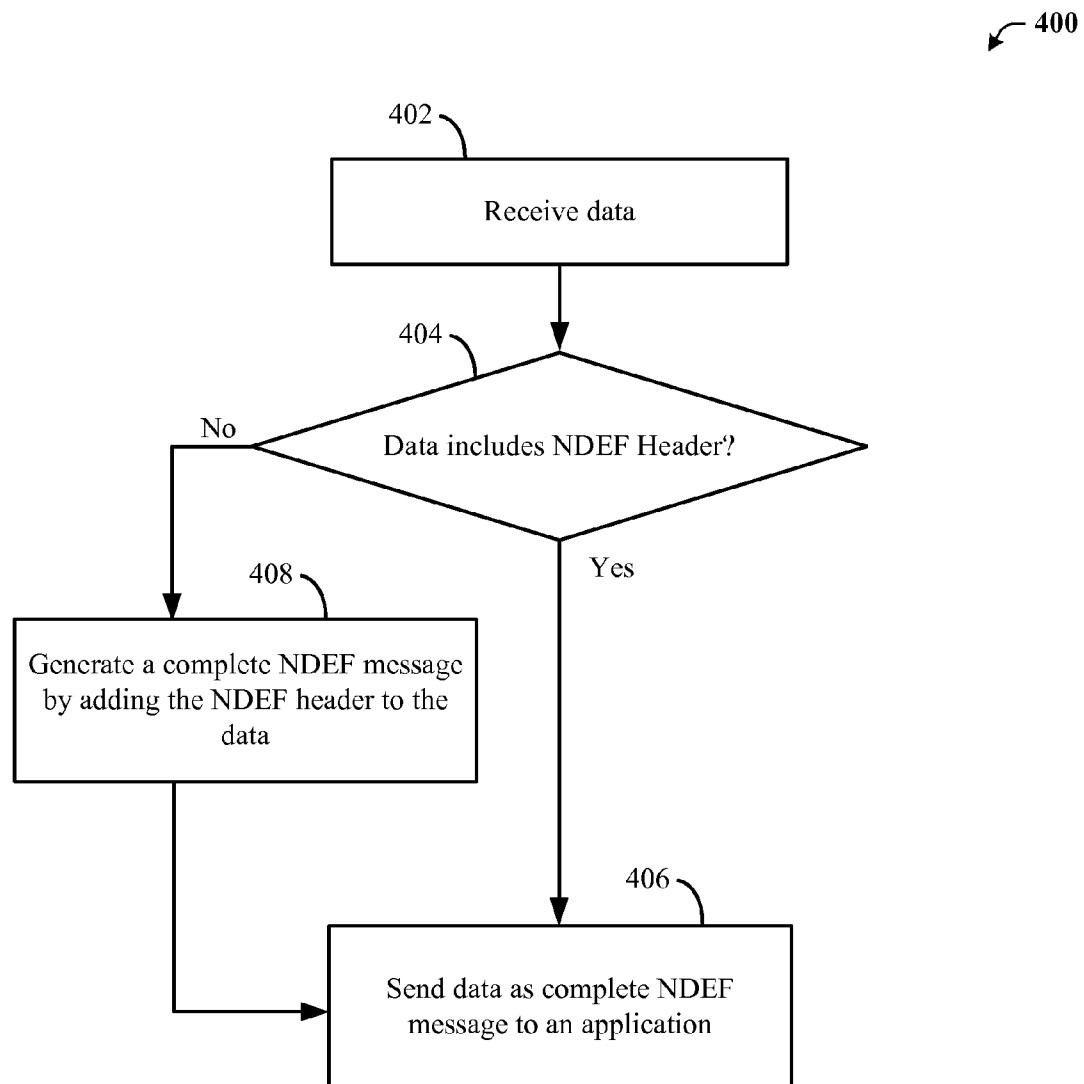 400
402
Receive data
404
No
Data includes NDEF Header?
Yes
408
Generate a complete NDEF message
by adding the NDEF header to the
data
406
Send data as complete NDEF
message to an application